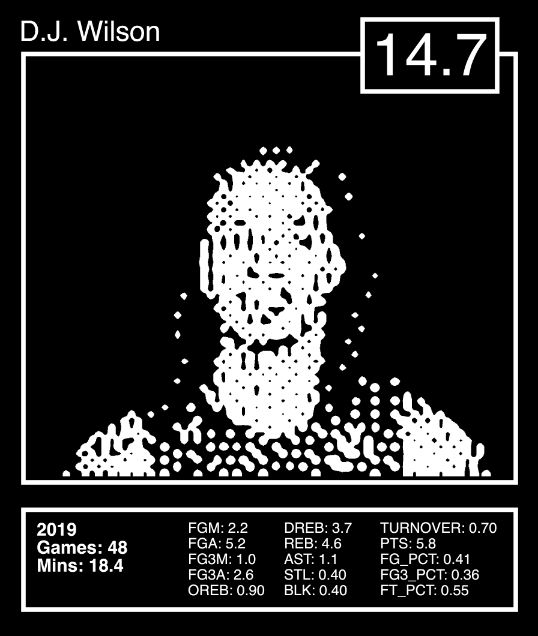 D.J. Wilson
14.7
2019
Games: 48
Mins: 18.4
FGM: 2.2
FGA: 5.2
FG3M: 1.0
FG3A: 2.6
OREB: 0.90
DREB: 3.7
REB: 4.6
AST: 1.1
STL: 0.40
BLK: 0.40
TURNOVER: 0.70
PTS: 5.8
FG_PCT: 0.41
FG3_PCT: 0.36
FT_PCT: 0.55